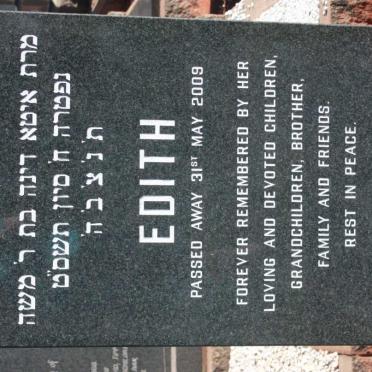 מרת איטא דינה בת ר׳ משה
נפטרה ח׳ סיון תשס״ט
ת׳ נ׳ צ׳ ב׳ ה׳
EDITH
PASSED AWAY 31ST MAY 2009
FOREVER REMEMBERED BY HER
LOVING AND DEVOTED CHILDREN,
GRANDCHILDREN, BROTHER,
FAMILY AND FRIENDS.
REST IN PEACE.